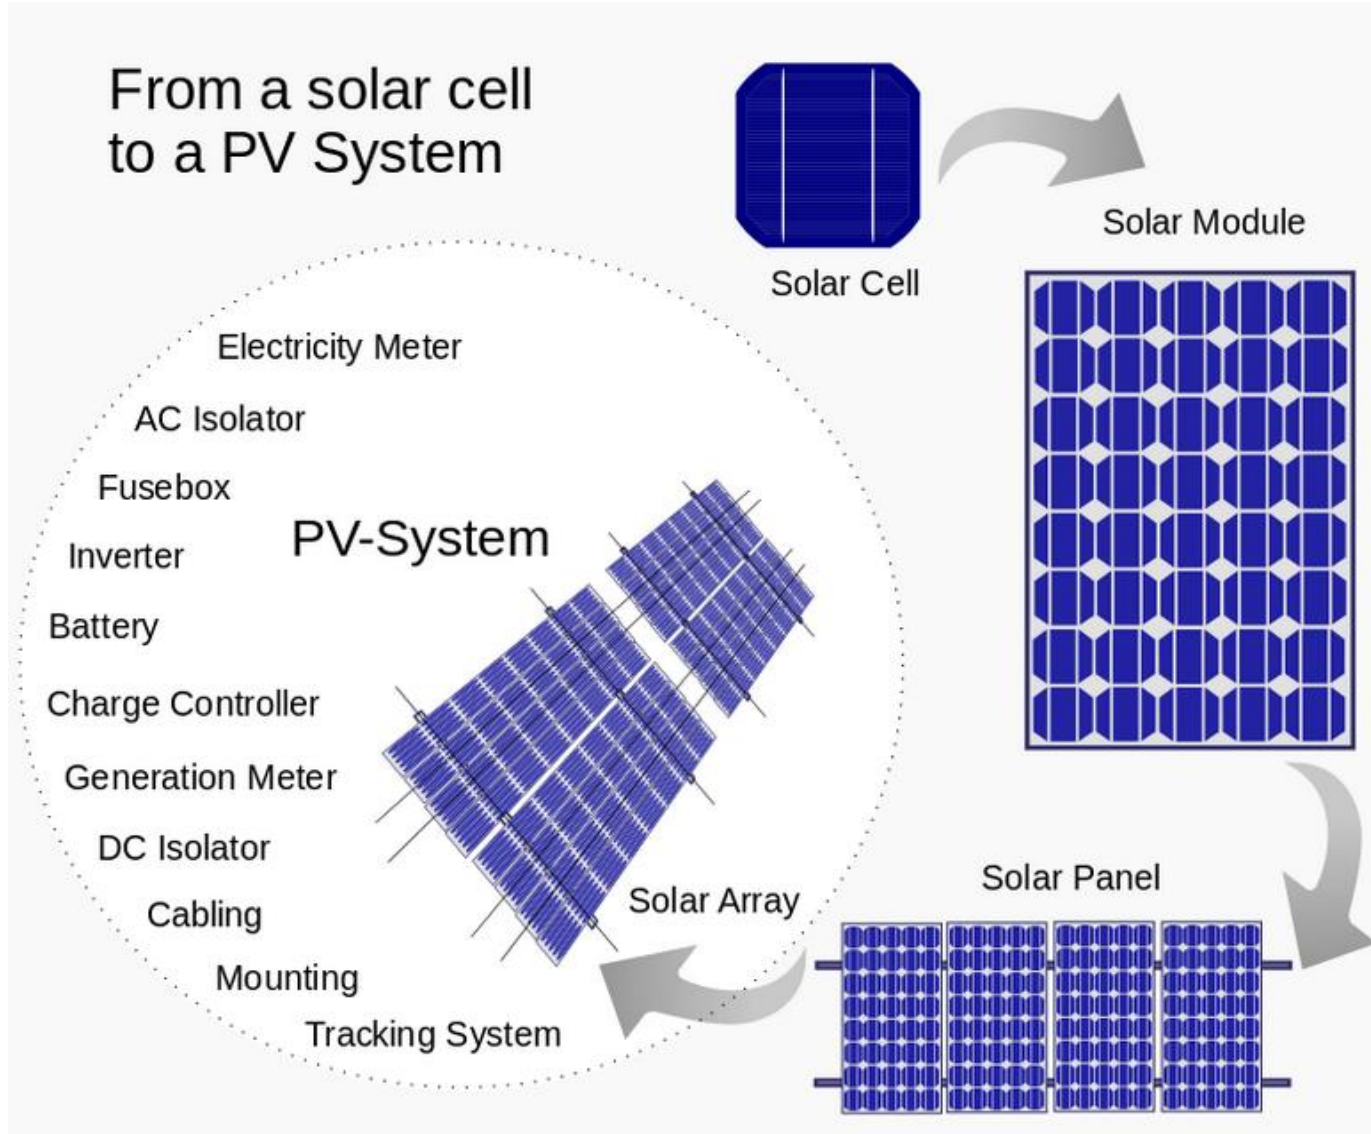 From a solar cell
to a PV System
Solar Cell
Solar Module
Solar Panel
Solar Array
PV-System
Electricity Meter
AC Isolator
Fusebox
Inverter
Battery
Charge Controller
Generation Meter
DC Isolator
Cabling
Mounting
Tracking System